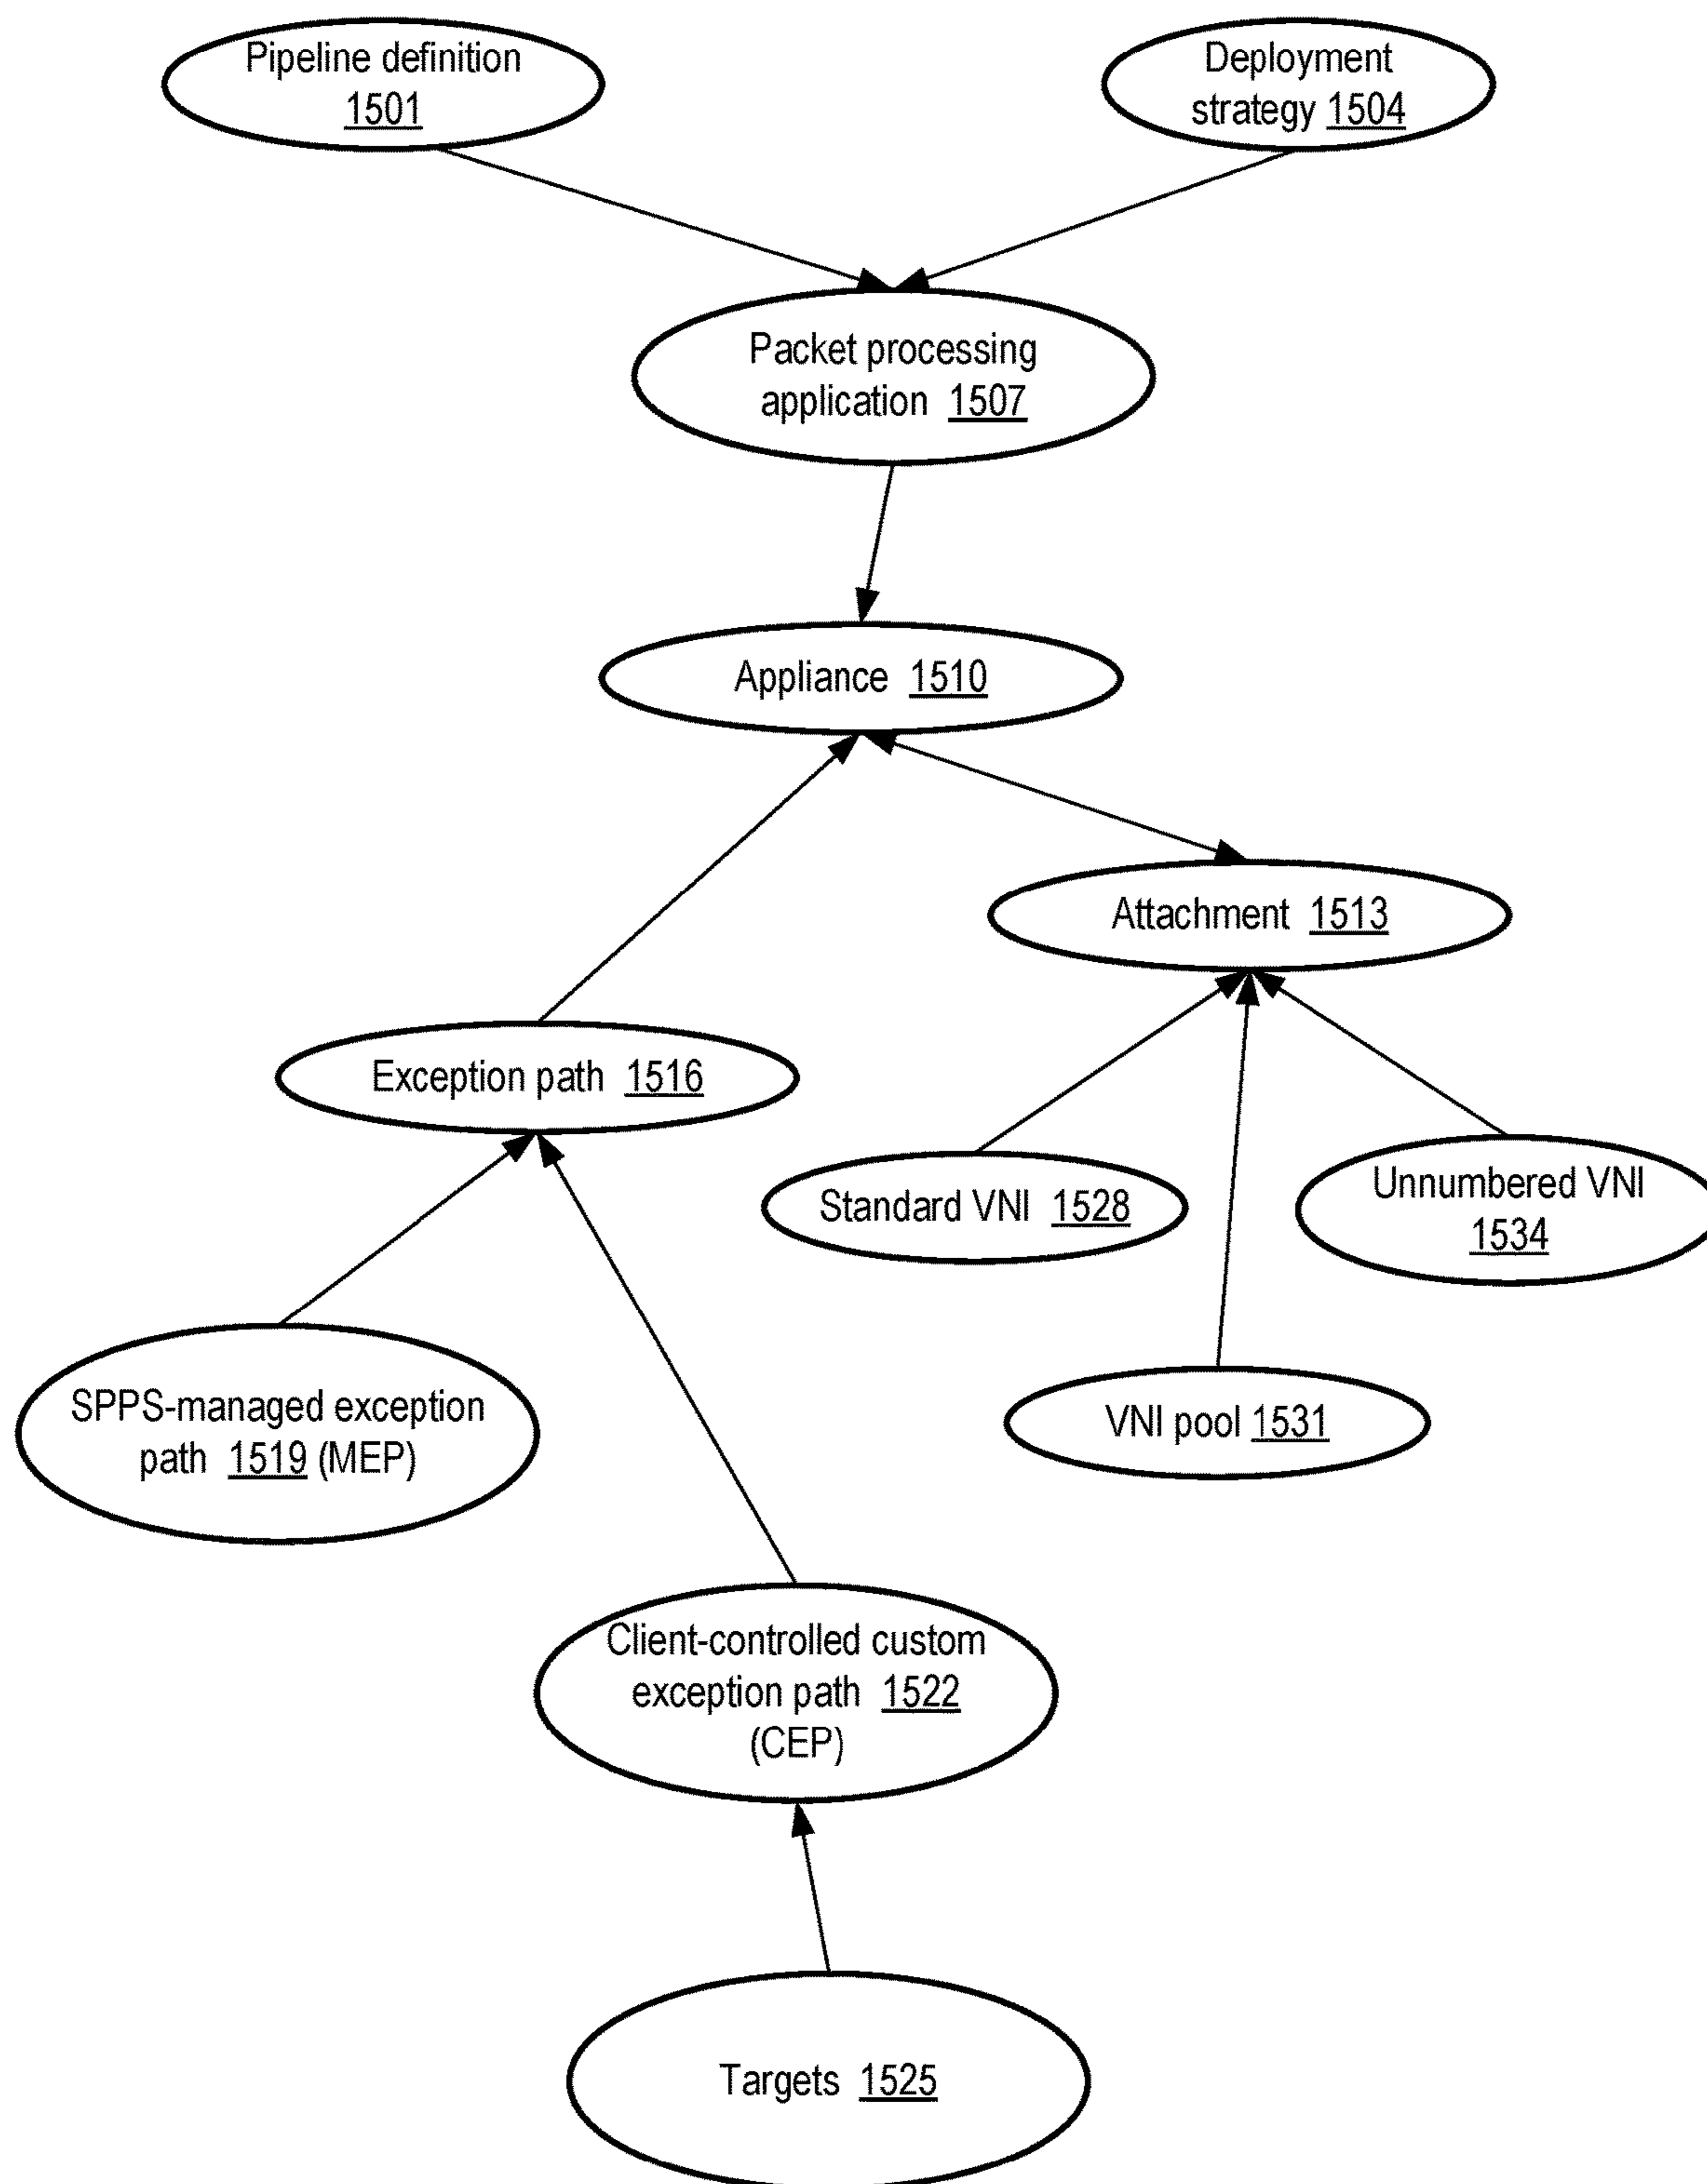 Pipeline definition
1501
Deployment
strategy 1504
Packet processing
application 1507
Appliance 1510
Attachment 1513
Exception path 1516
Standard VNI 1528
Unnumbered VNI
1534
VNI pool 1531
SPPS-managed exception
path 1519 (MEP)
Client-controlled custom
exception path 1522
(CEP)
Targets 1525